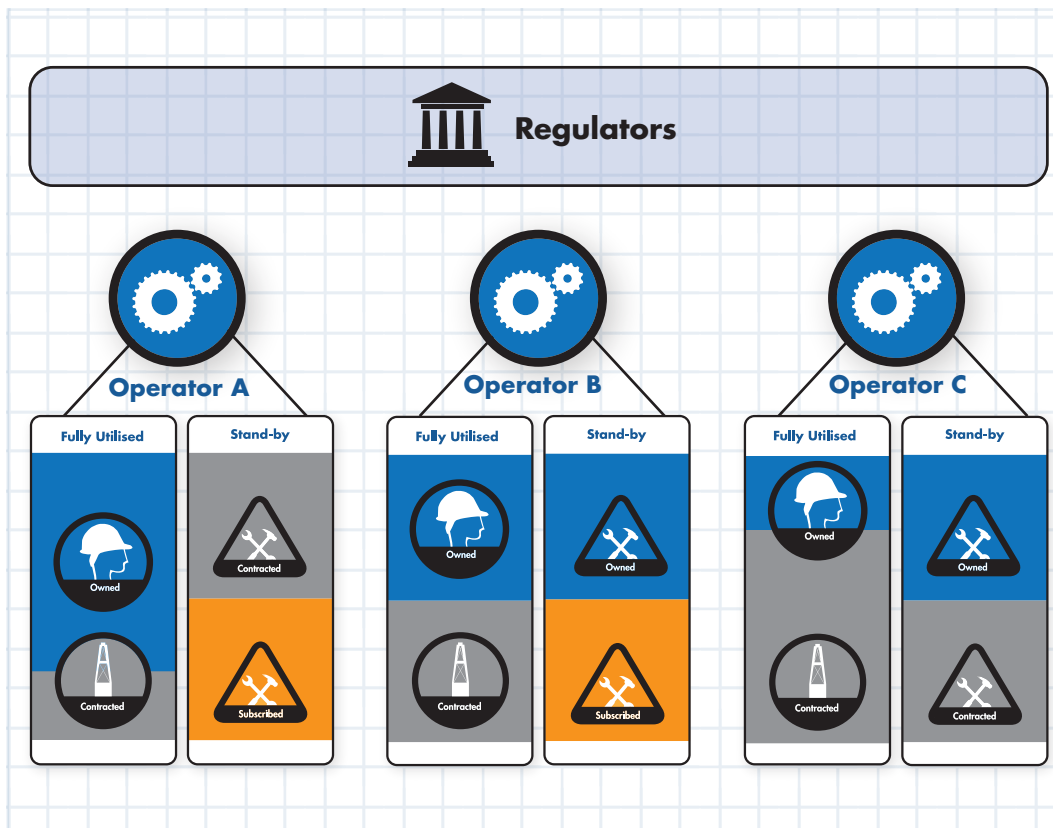 Regulators
Operator A
Fully Utilised
Stand-by
Owned
Contracted
Contracted
Subscribed
Operator B
Fully Utilised
Stand-by
Owned
Owned
Contracted
Subscribed
Operator C
Fully Utilised
Stand-by
Owned
Owned
Contracted
Contracted